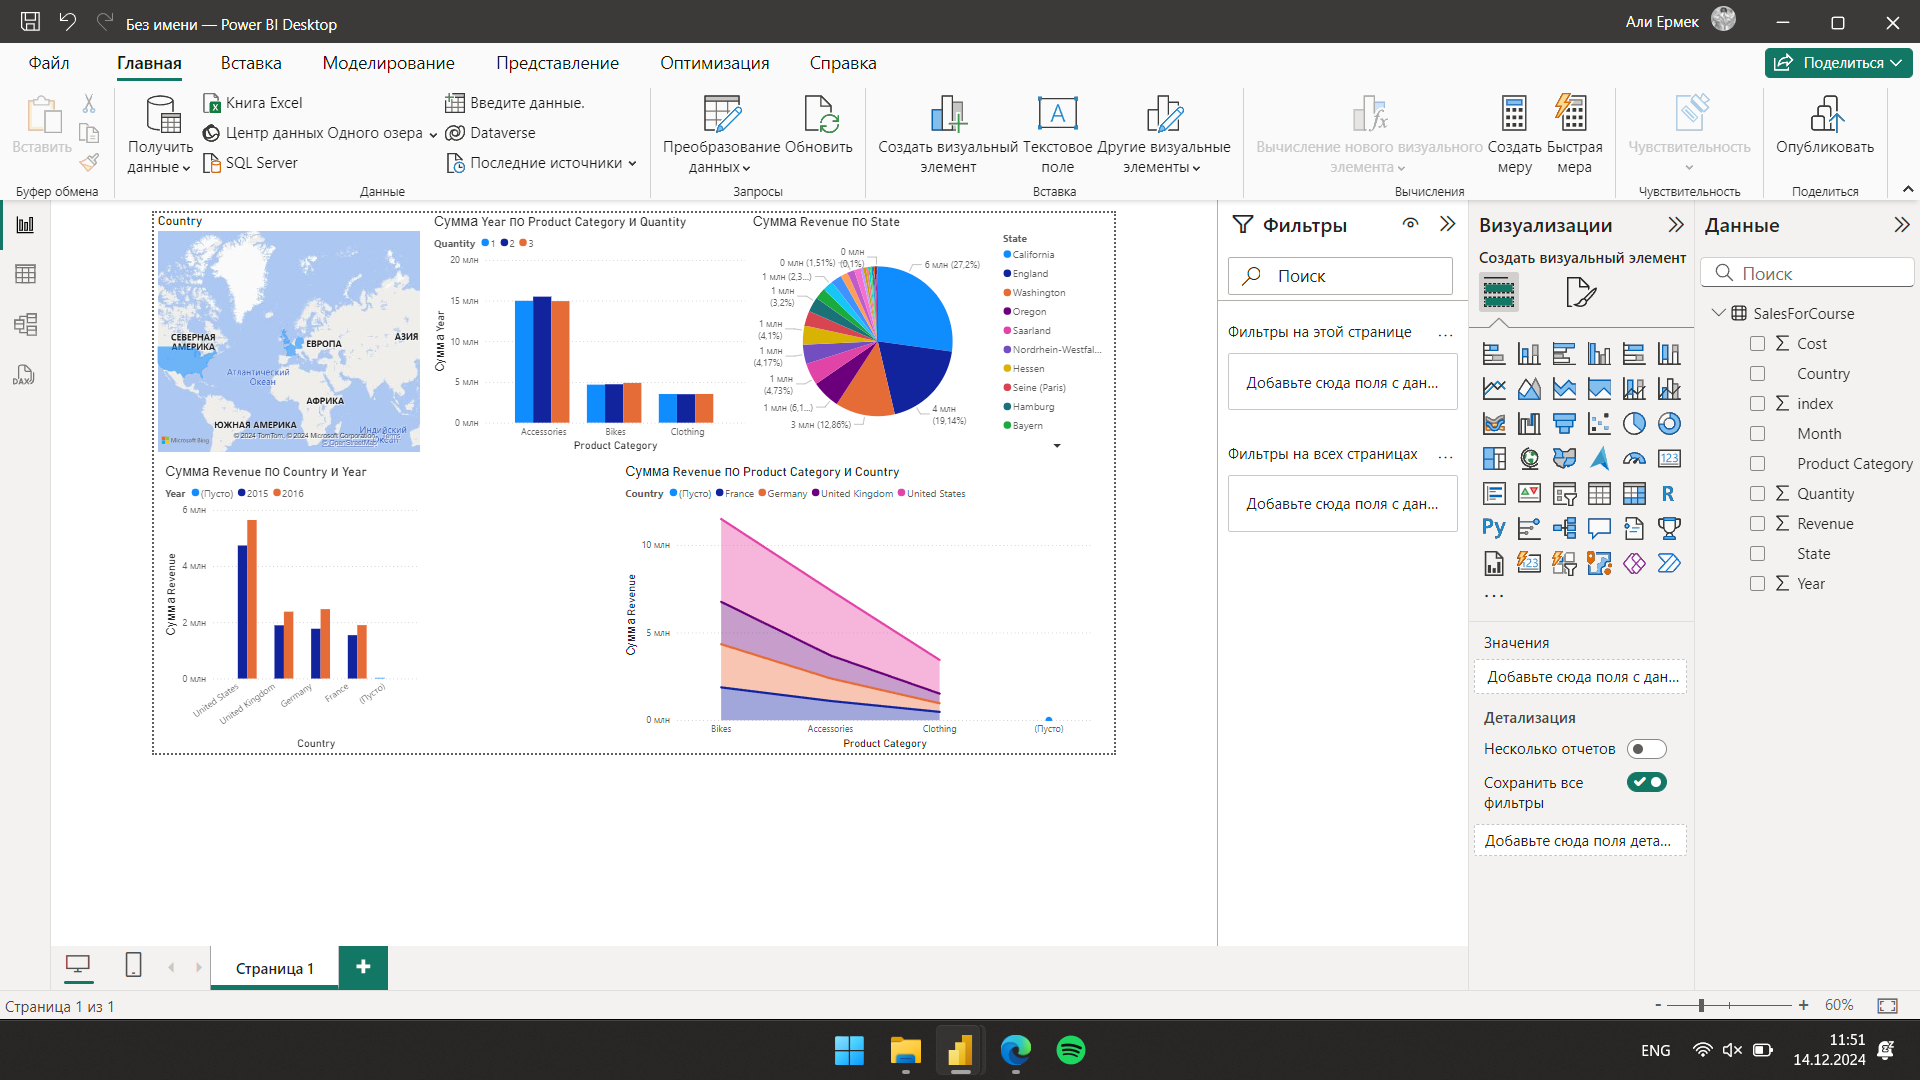 Без имени — Power BI Desktop
Али Ермек
Файл
Главная
Вставка
Моделирование
Представление
Оптимизация
Справка
Поделиться
Вставить
Буфер обмена
Получить данные
Книга Excel
Центр данных Одного озера
SQL Server
Введите данные.
Dataverse
Последние источники
Данные
Преобразование данных
Обновить
Запросы
Создать визуальный элемент
Текстовое поле
Другие визуальные элементы
Вставка
Вычисление нового визуального элемента
Создать меру
Быстрая мера
Вычисления
Чувствительность
Чувствительность
Опубликовать
Поделиться
Country
СЕВЕРНАЯ АМЕРИКА
ЕВРОПА
АЗИЯ
Атлантический Океан
АФРИКА
ЮЖНАЯ АМЕРИКА
Индийский Океан
Microsoft Bing
© 2024 TomTom, © 2024 Microsoft Corporation, Terms
© OpenStreetMap
Сумма Year по Product Category и Quantity
Quantity 1 2 3
Сумма Year
20 млн
15 млн
10 млн
5 млн
0 млн
Accessories
Bikes
Clothing
Product Category
Сумма Revenue по State
6 млн (27,2%)
4 млн (19,14%)
3 млн (12,86%)
1 млн (6,1...)
1 млн (4,73%)
1 млн (4,17%)
1 млн (4,1%)
1 млн (3,2%)
1 млн (2,3...)
0 млн (1,51%)
0 млн (0,1%)
State
California
England
Washington
Oregon
Saarland
Nordrhein-Westfal...
Hessen
Seine (Paris)
Hamburg
Bayern
Сумма Revenue по Country и Year
Year (Пусто) 2015 2016
Сумма Revenue
6 млн
4 млн
2 млн
0 млн
United States
United Kingdom
Germany
France
(Пусто)
Country
Сумма Revenue по Product Category и Country
Country (Пусто) France Germany United Kingdom United States
Сумма Revenue
10 млн
5 млн
0 млн
Bikes
Accessories
Clothing
(Пусто)
Product Category
Фильтры
Поиск
Фильтры на этой странице
Добавьте сюда поля с дан...
Фильтры на всех страницах
Добавьте сюда поля с дан...
Визуализации
Создать визуальный элемент
Значения
Добавьте сюда поля с дан...
Детализация
Несколько отчетов
Сохранить все фильтры
Добавьте сюда поля дета...
Данные
Поиск
SalesForCourse
Cost
Country
index
Month
Product Category
Quantity
Revenue
State
Year
Страница 1
Страница 1 из 1
60%
ENG
11:51
14.12.2024